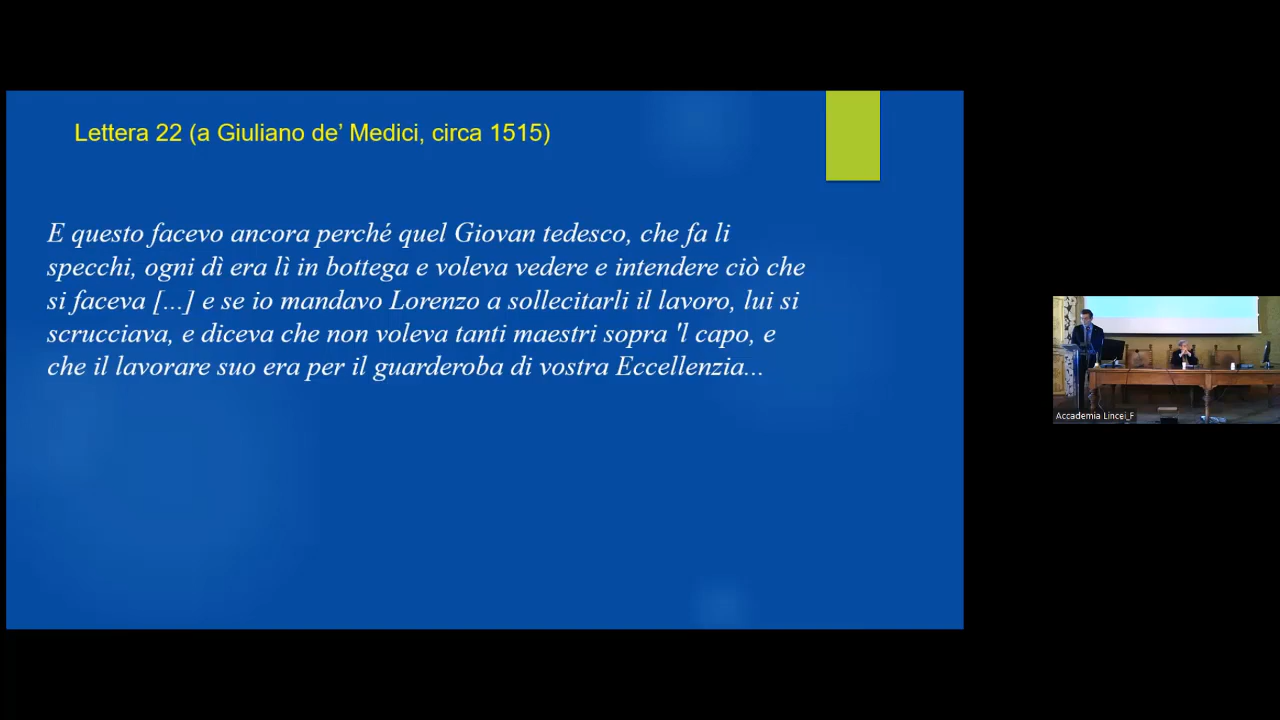 Lettera 22 (a Giuliano de’ Medici, circa 1515)
E questo facevo ancora perché quel Giovan tedesco, che fa li
specchi, ogni dì era lì in bottega e voleva vedere e intendere ciò che
si faceva [...] e se io mandavo Lorenzo a sollecitarli il lavoro, lui si
scrucciava, e diceva che non voleva tanti maestri sopra 'l capo, e
che il lavorare suo era per il guarderoba di vostra Eccellenzia...
Accademia Lincei_F